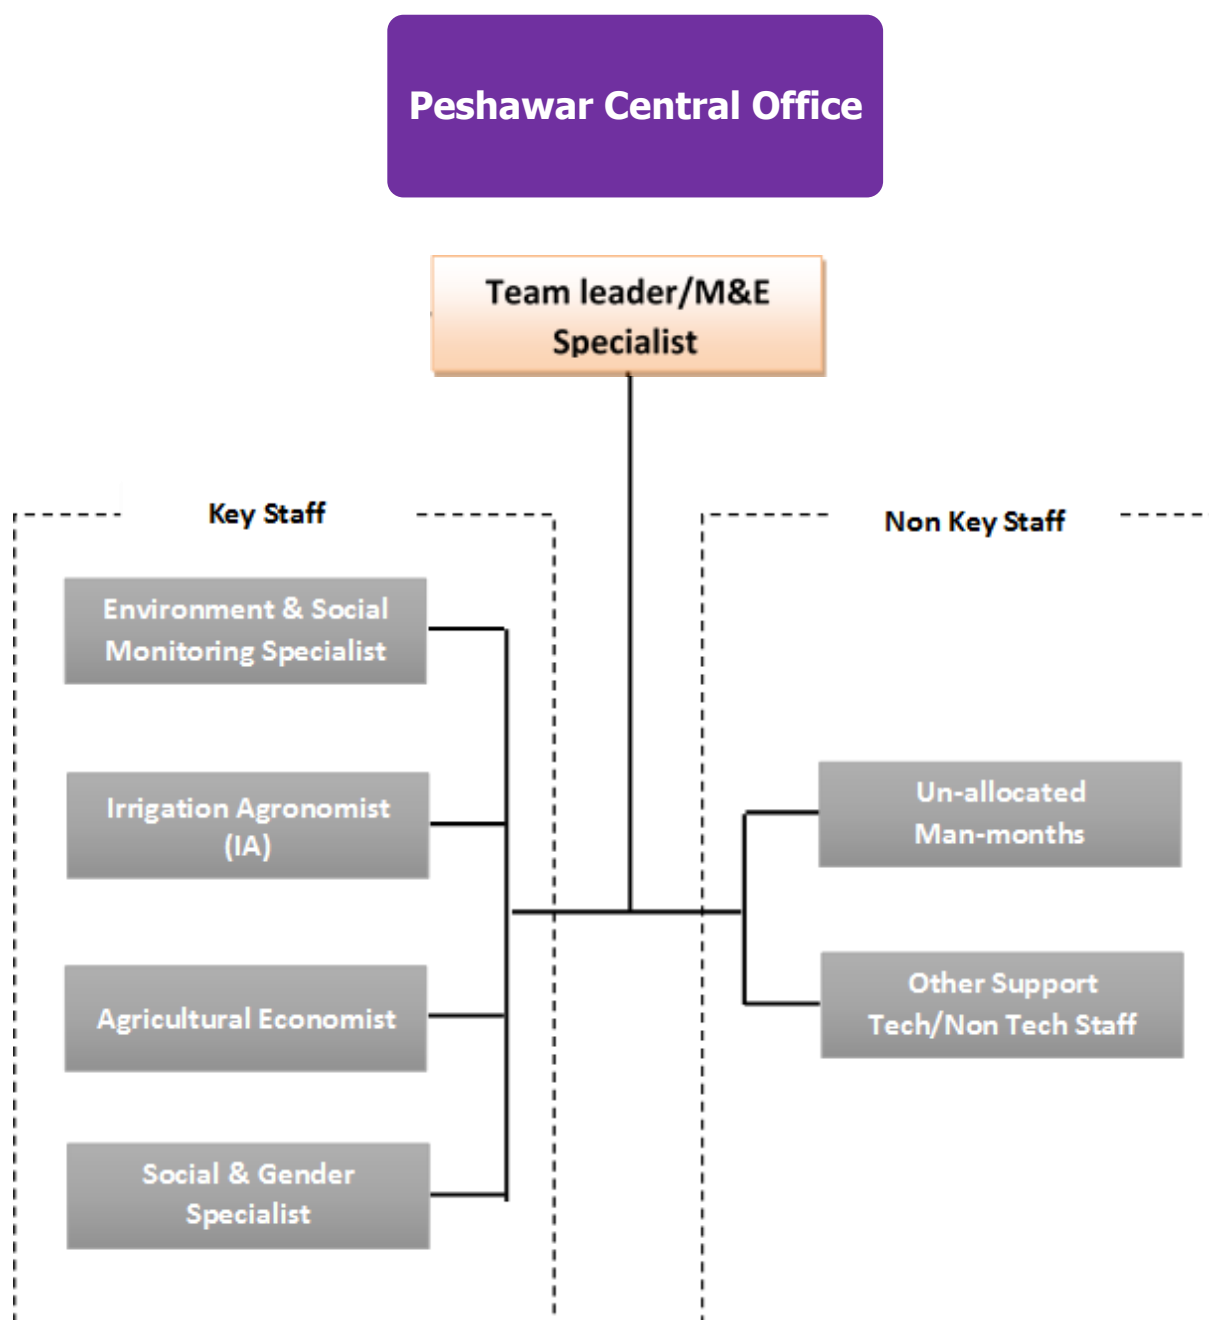 Peshawar Central Office
Team leader/M&E
Specialist
Key Staff
Environment & Social
Monitoring Specialist
Irrigation Agronomist
(IA)
Agricultural Economist
Social & Gender
Specialist
Non Key Staff
Un-allocated
Man-months
Other Support
Tech/Non Tech Staff